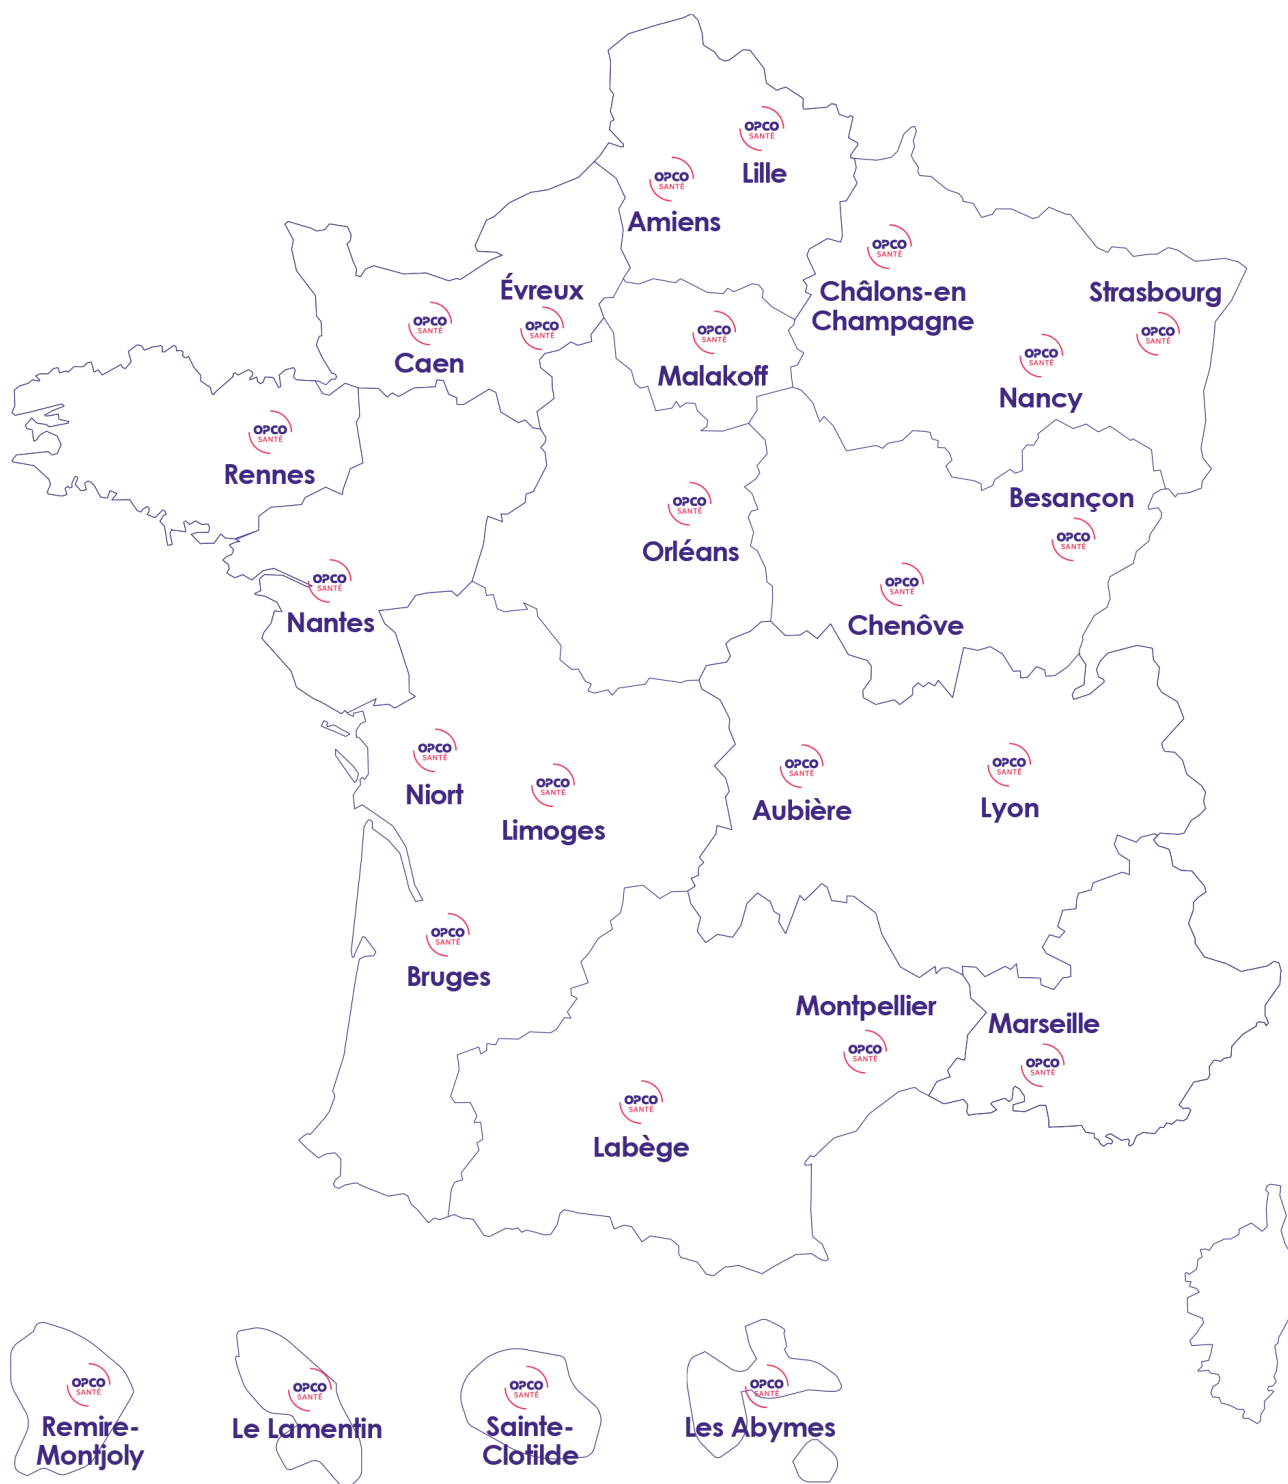 OPCO
SANTÉ
Lille
OPCO
SANTÉ
Amiens
OPCO
SANTÉ
Châlons-en
Champagne
Évreux
OPCO
SANTÉ
Strasbourg
OPCO
SANTÉ
OPCO
SANTÉ
Caen
OPCO
SANTÉ
Malakoff
OPCO
SANTÉ
Nancy
OPCO
SANTÉ
Rennes
OPCO
SANTÉ
Orléans
Besançon
OPCO
SANTÉ
OPCO
SANTÉ
Nantes
OPCO
SANTÉ
Chenôve
OPCO
SANTÉ
Niort
OPCO
SANTÉ
Limoges
OPCO
SANTÉ
Aubière
OPCO
SANTÉ
Lyon
OPCO
SANTÉ
Bruges
Montpellier
OPCO
SANTÉ
Marseille
OPCO
SANTÉ
OPCO
SANTÉ
Labège
OPCO
SANTÉ
Remire-
Montjoly
OPCO
SANTÉ
Le Lamentin
OPCO
SANTÉ
Sainte-
Clotilde
OPCO
SANTÉ
Les Abymes